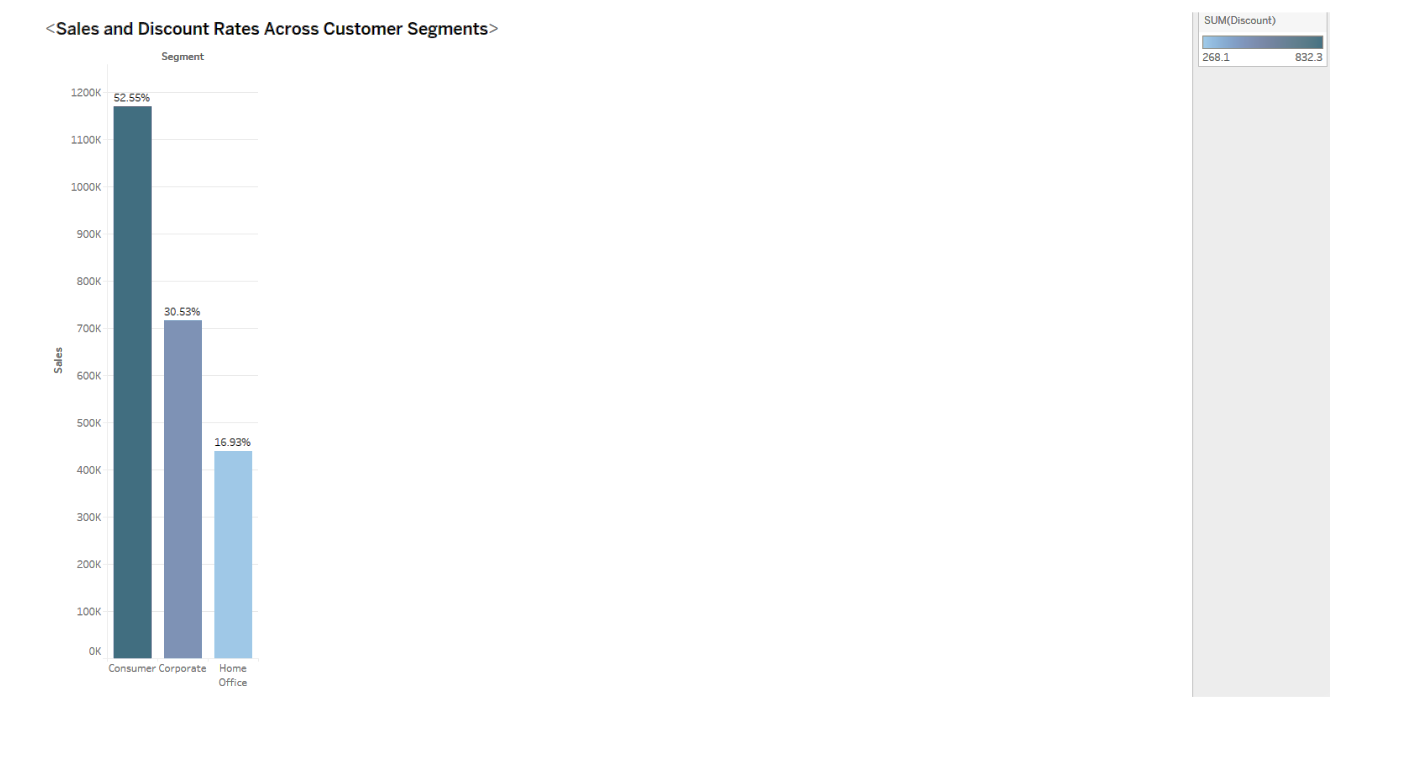 <Sales and Discount Rates Across Customer Segments>
SUM(Discount)
268.1 832.3
Segment
Sales
1200K
1100K
1000K
900K
800K
700K
600K
500K
400K
300K
200K
100K
0K
52.55%
30.53%
16.93%
Consumer Corporate Home
Office